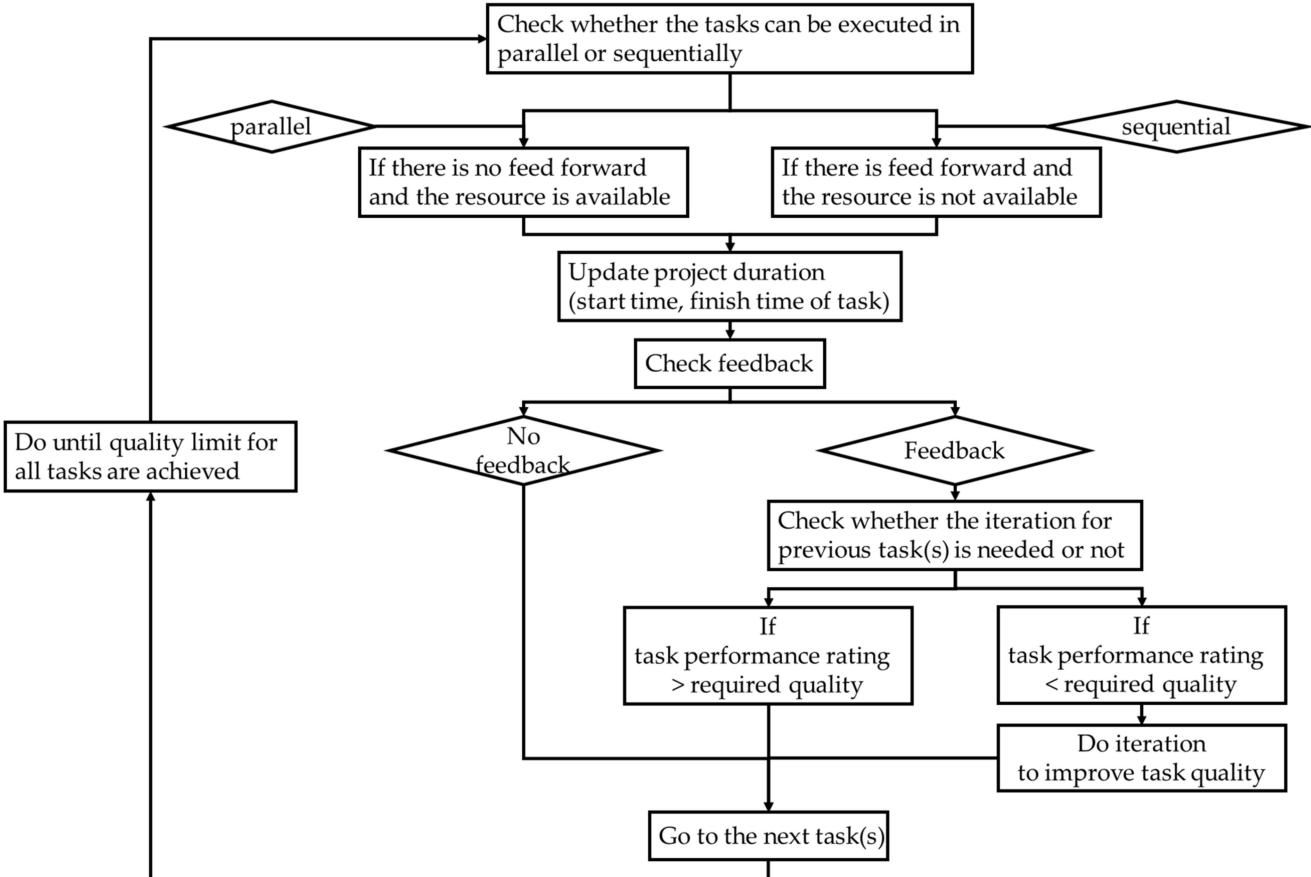 Check whether the tasks can be executed in
parallel or sequentially
parallel
sequential
If there is no feed forward
and the resource is available
If there is feed forward and
the resource is not available
Update project duration
(start time, finish time of task)
Check feedback
Do until quality limit for
all tasks are achieved
No
feedback
Feedback
Check whether the iteration for
previous task(s) is needed or not
If
task performance rating
> required quality
If
task performance rating
< required quality
Do iteration
to improve task quality
Go to the next task(s)